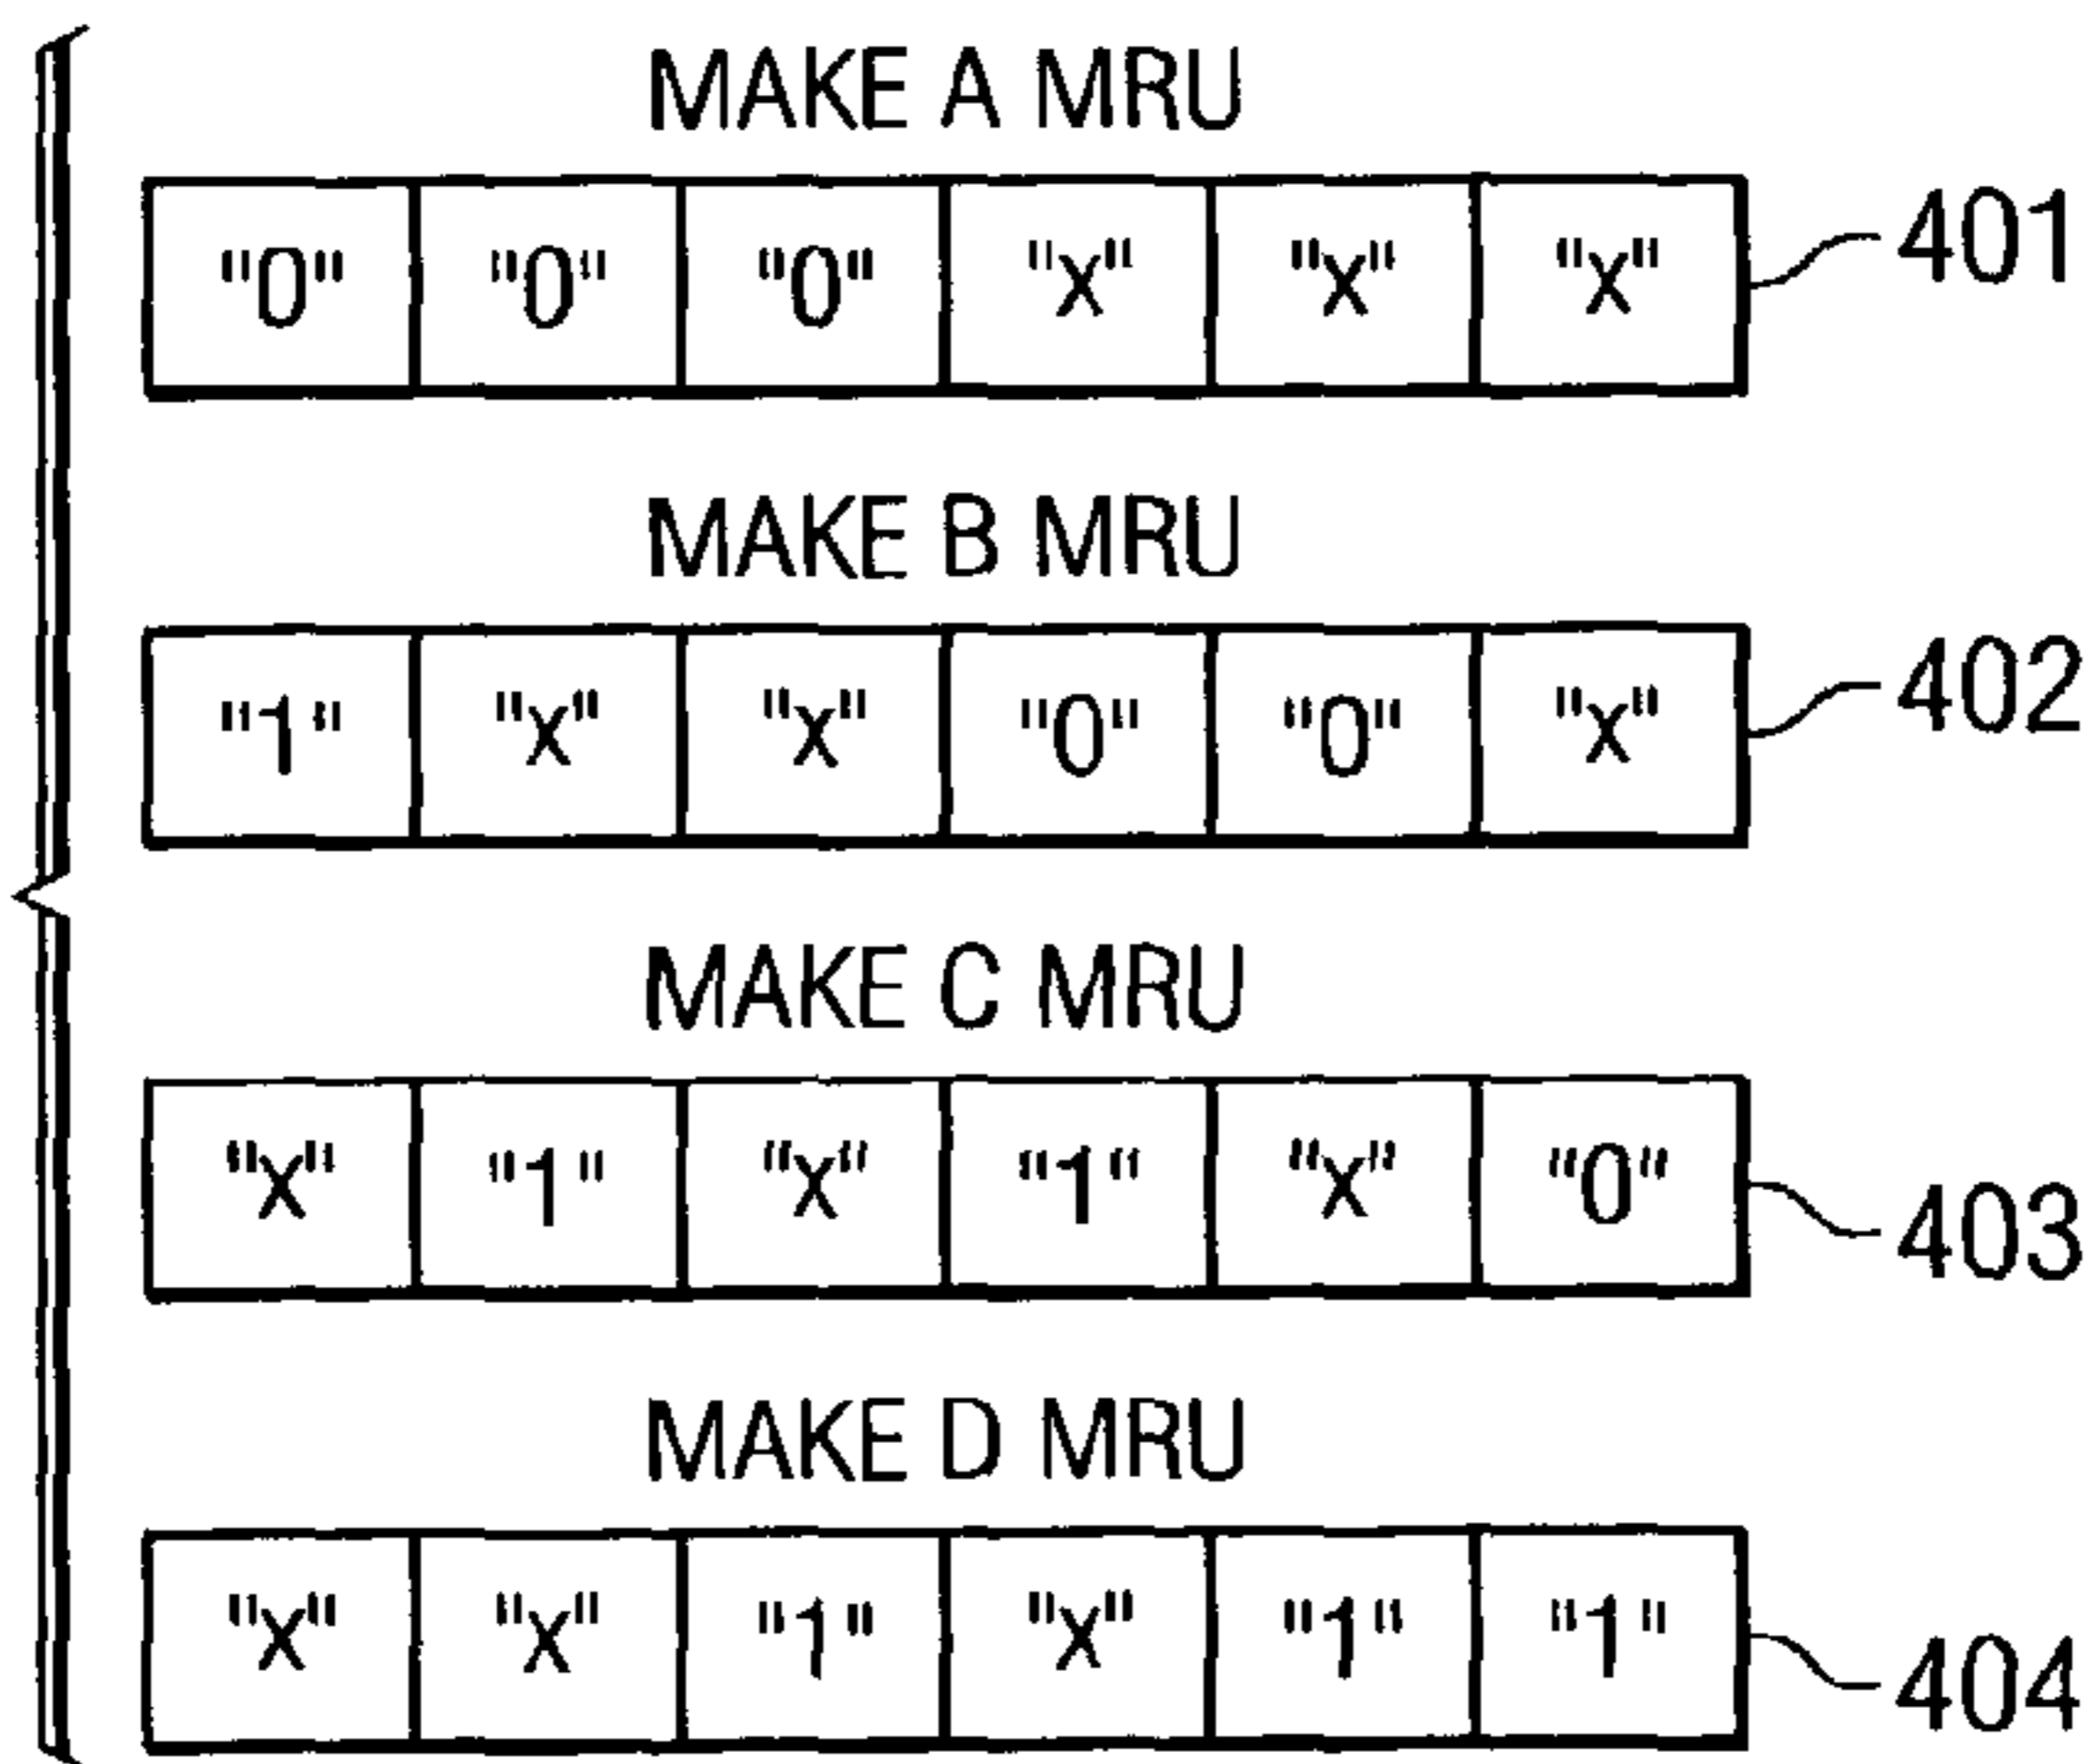 MAKE A MRU
"0" "0" "0" "X" "X" "X" 401
MAKE B MRU
"1" "X" "X" "0" "0" "X" 402
MAKE C MRU
"X" "1" "X" "1" "X" "0" 403
MAKE D MRU
"X" "X" "1" "X" "1" "1" 404